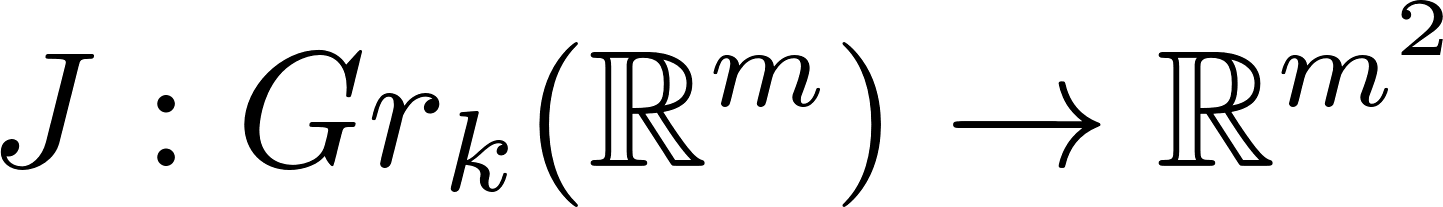 J : Gr_k(ℝ^m) → ℝ^{m^2}